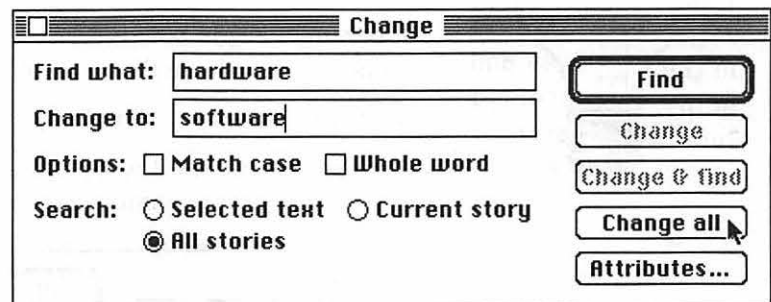 Change
Find what: hardware
Find
Change to: software
Change
Options: Match case Whole word
Change & find
Search: Selected text Current story
Change all
All stories
Attributes...